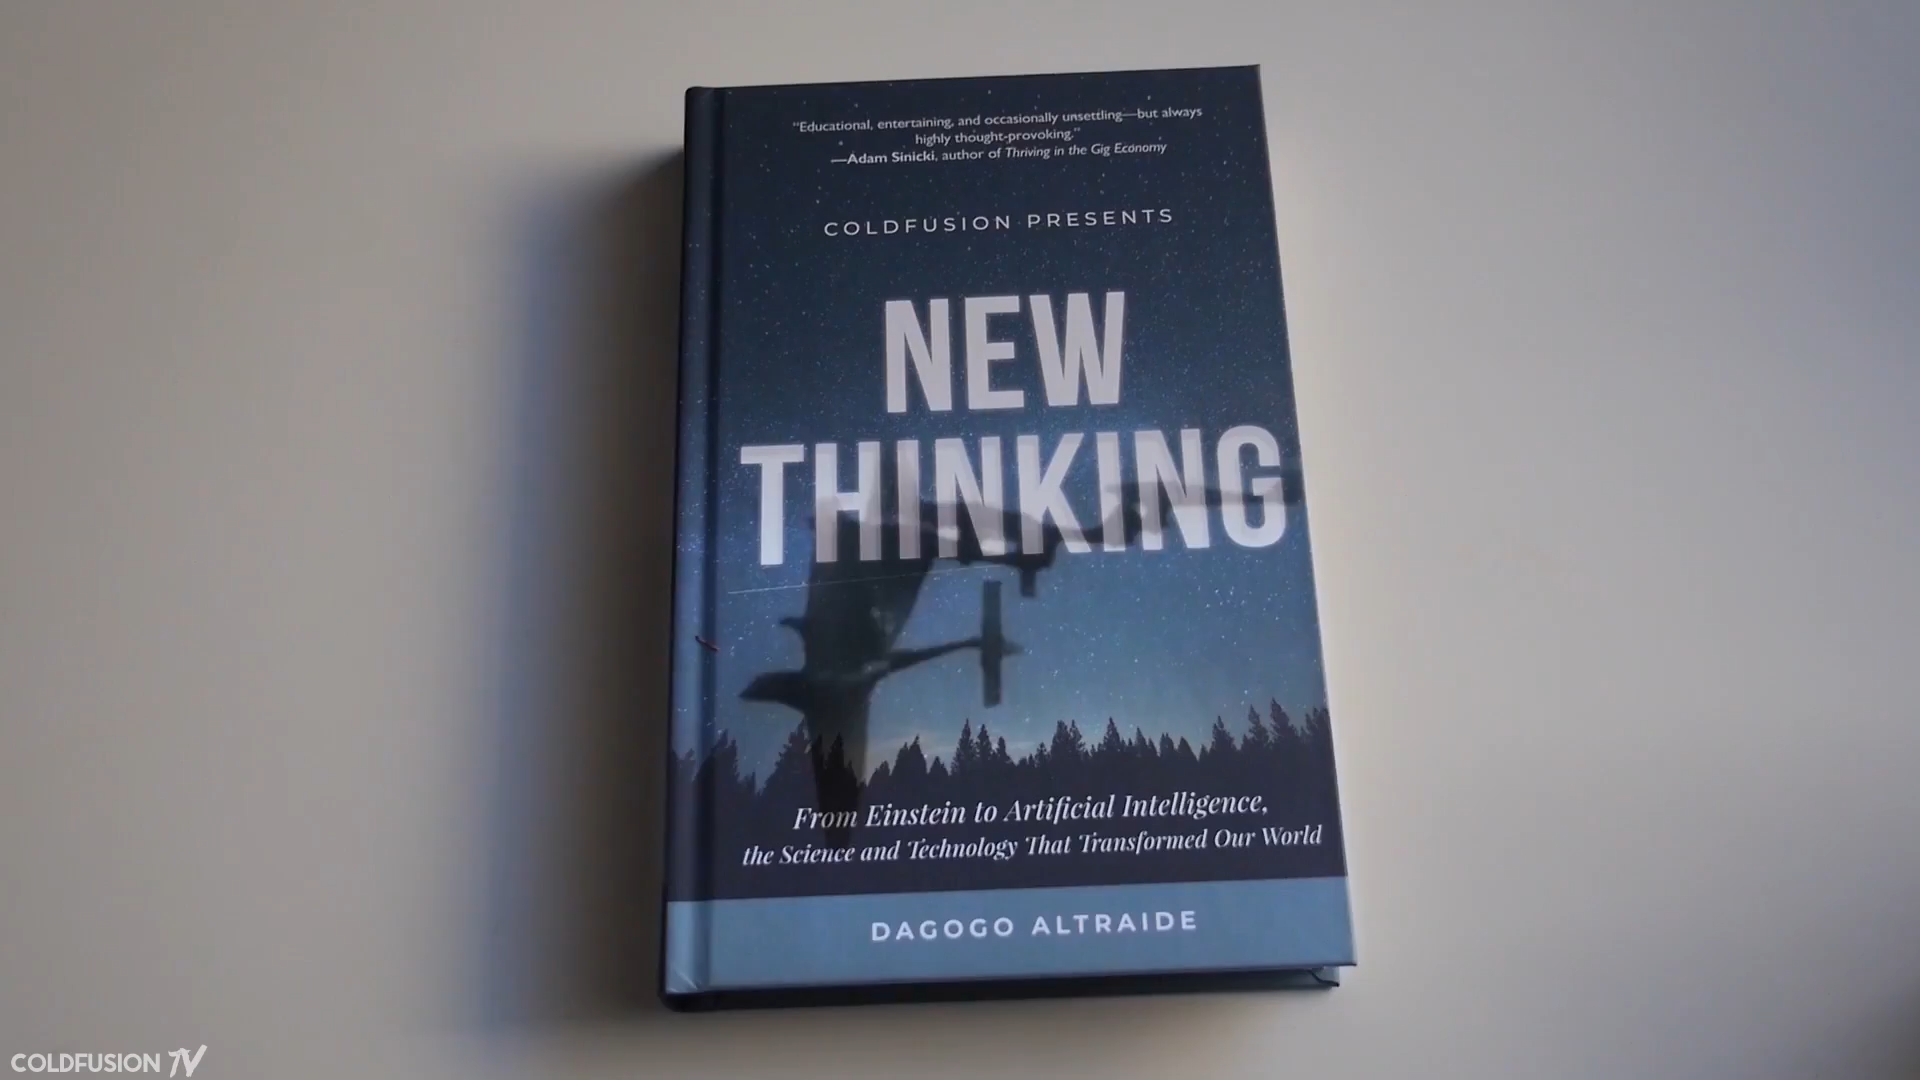 "Educational, entertaining, and occasionally unsettling—but always
highly thought-provoking."
—Adam Sinicki, author of Thriving in the Gig Economy
COLDFUSION PRESENTS
NEW
THINKING
From Einstein to Artificial Intelligence,
the Science and Technology That Transformed Our World
DAGOGO ALTRAIDE
COLDFUSION TV